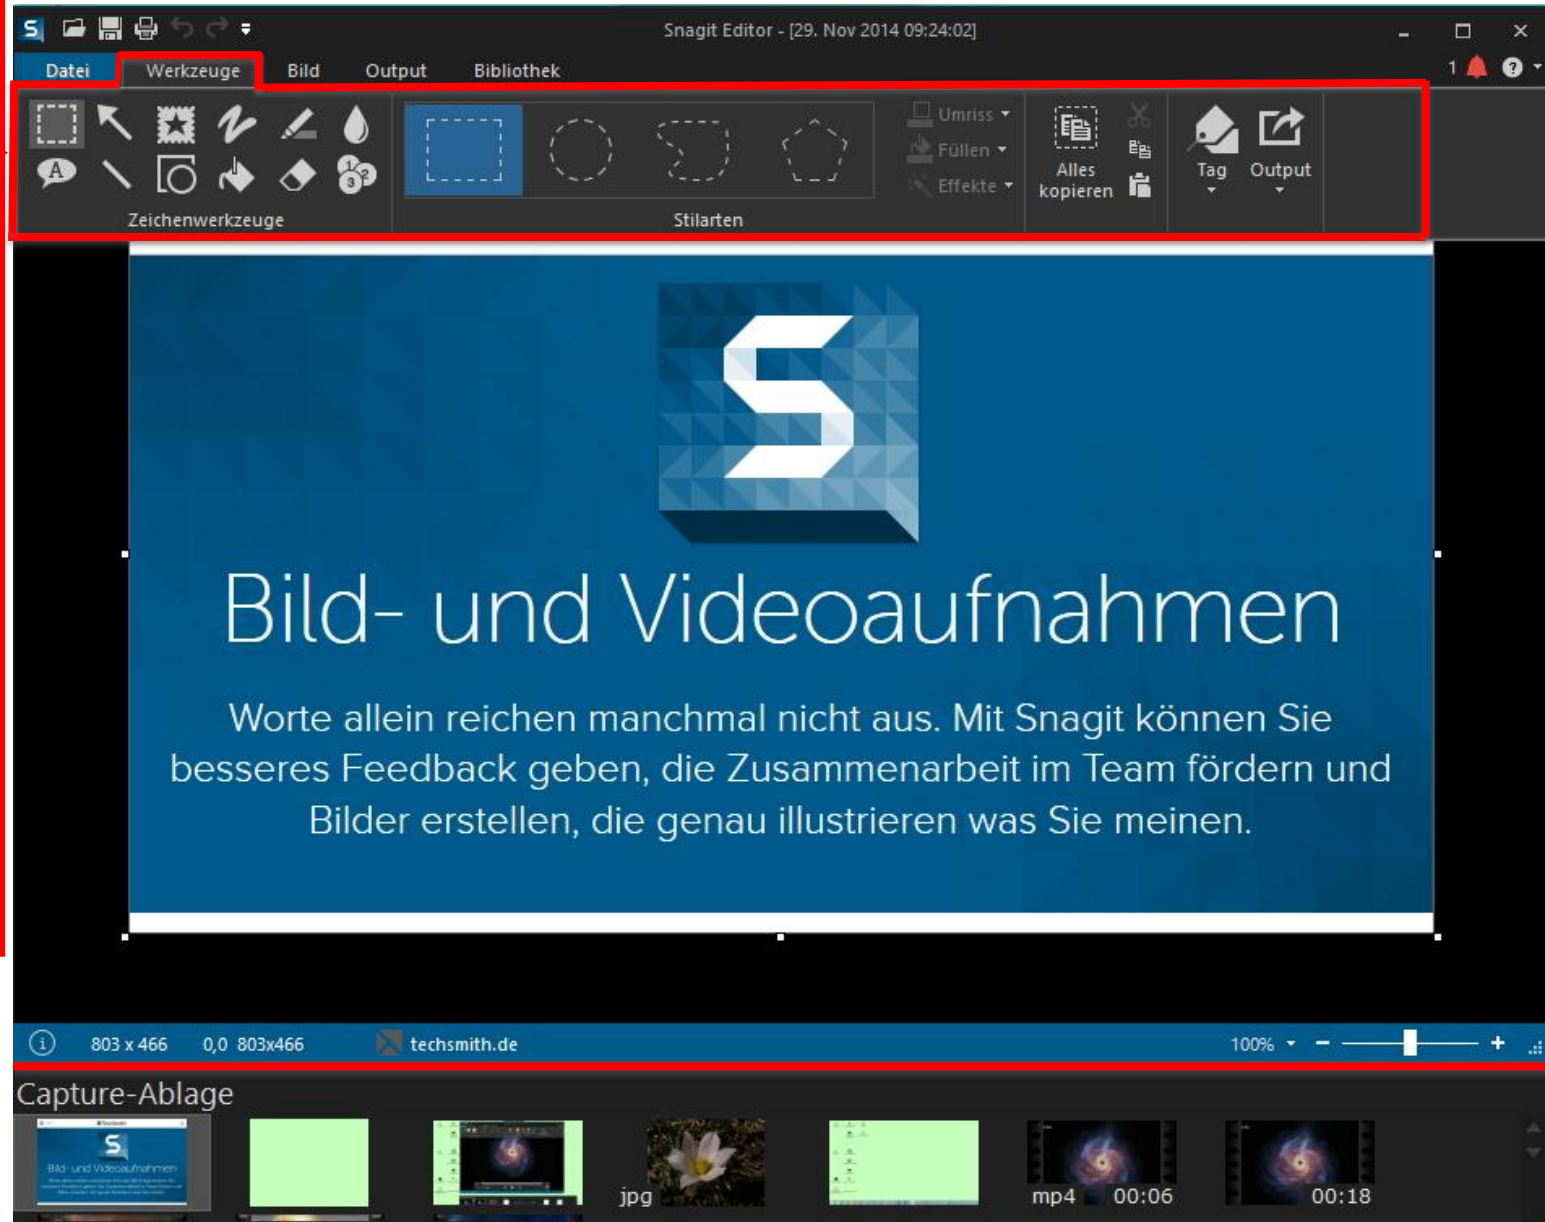 Snagit Editor - [29. Nov 2014 09:24:02]
Datei Werkzeuge Bild Output Bibliothek 1
Umriss
Füllen
Effekte
Alles kopieren
Tag
Output
Zeichenwerkzeuge
Stilarten
Bild- und Videoaufnahmen
Worte allein reichen manchmal nicht aus. Mit Snagit können Sie
besseres Feedback geben, die Zusammenarbeit im Team fördern und
Bilder erstellen, die genau illustrieren was Sie meinen.
803 x 466 0,0 803x466 techsmith.de 100%
Capture-Ablage
Bild- und Videoaufnahmen
jpg
mp4 00:06
00:18